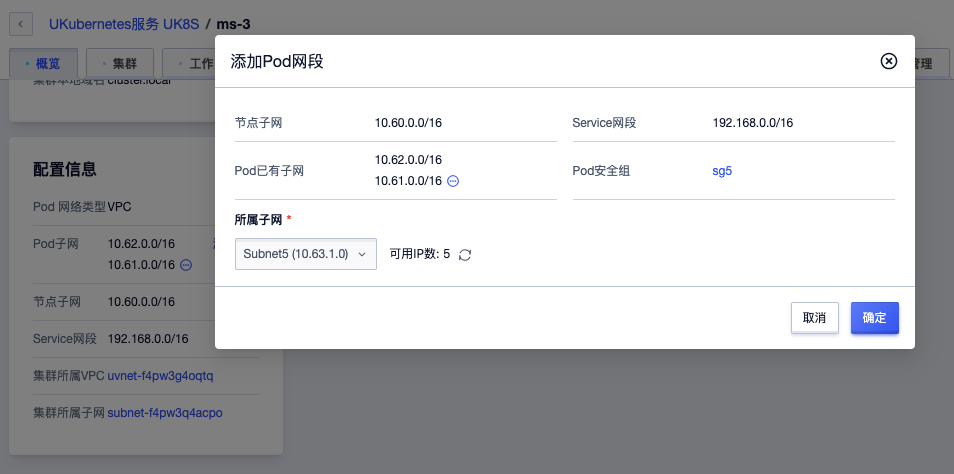 UKubernetes服务 UK8S / ms-3
概览 集群 工作 管理
集群本地域名 cluster.local
添加Pod网段
节点子网 10.60.0.0/16 Service网段 192.168.0.0/16
Pod已有子网 10.62.0.0/16
10.61.0.0/16
Pod安全组 sg5
所属子网 *
Subnet5 (10.63.1.0) 可用IP数: 5
取消 确定
配置信息
Pod 网络类型 VPC
Pod子网 10.62.0.0/16
10.61.0.0/16
节点子网 10.60.0.0/16
Service网段 192.168.0.0/16
集群所属VPC uvnet-f4pw3g4oqtq
集群所属子网 subnet-f4pw3q4acpo